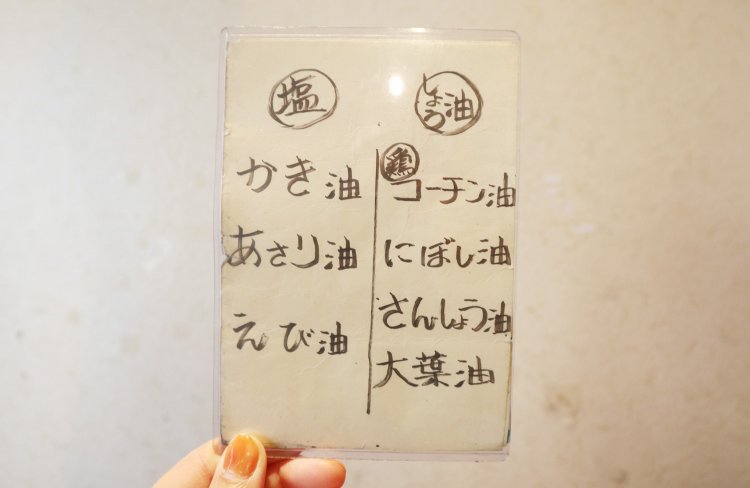 塩
かき油
あさり油
えび油
しょう油
鶏
コーチン油
にぼし油
さんしょう油
大葉油